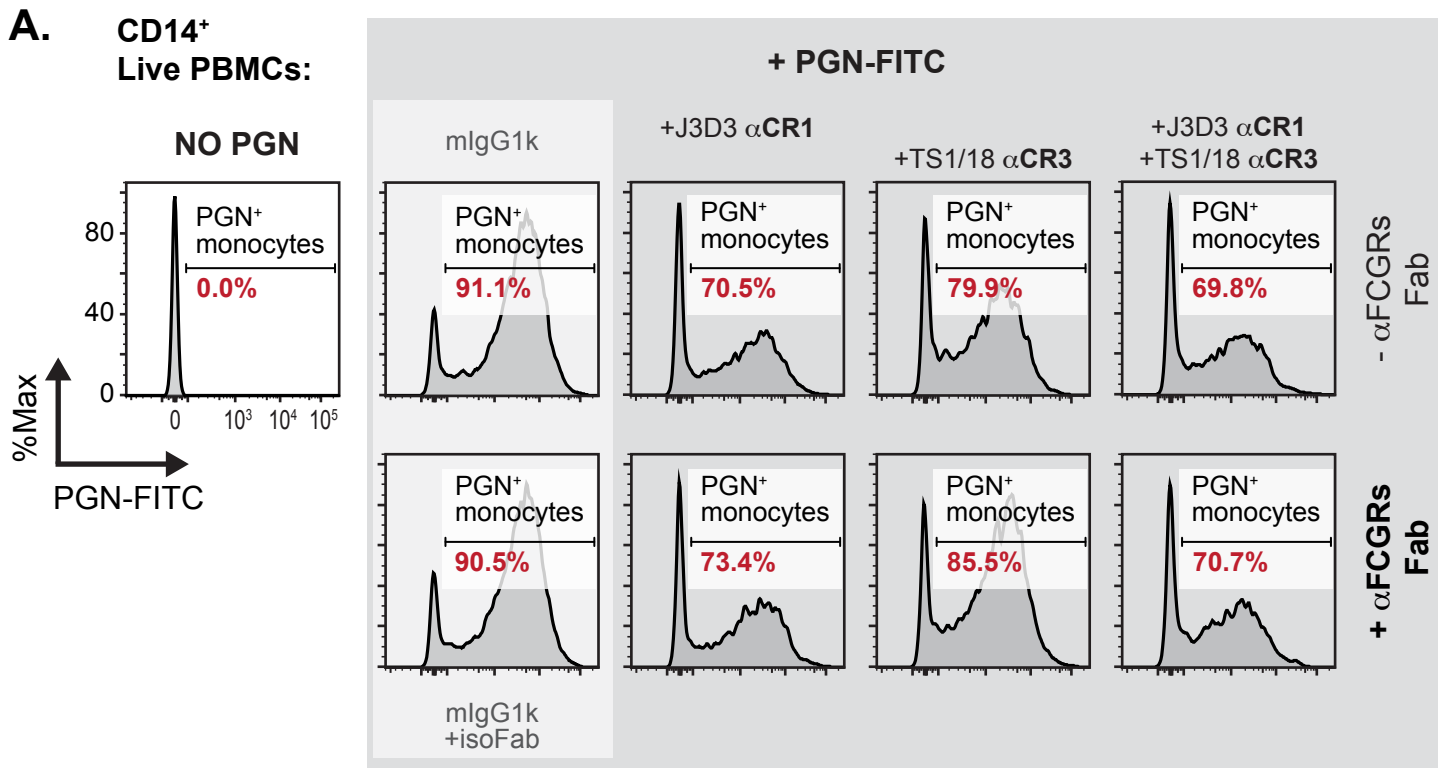 A.
CD14⁺
Live PBMCs:
+ PGN-FITC
NO PGN
mIgG1k
+J3D3 αCR1
+TS1/18 αCR3
+J3D3 αCR1
+TS1/18 αCR3
PGN⁺
monocytes
0.0%
PGN⁺
monocytes
91.1%
PGN⁺
monocytes
70.5%
PGN⁺
monocytes
79.9%
PGN⁺
monocytes
69.8%
- αFCGRs
Fab
80
40
0
0 10³ 10⁴ 10⁵
%Max
PGN-FITC
PGN⁺
monocytes
90.5%
PGN⁺
monocytes
73.4%
PGN⁺
monocytes
85.5%
PGN⁺
monocytes
70.7%
+ αFCGRs
Fab
mIgG1k
+isoFab